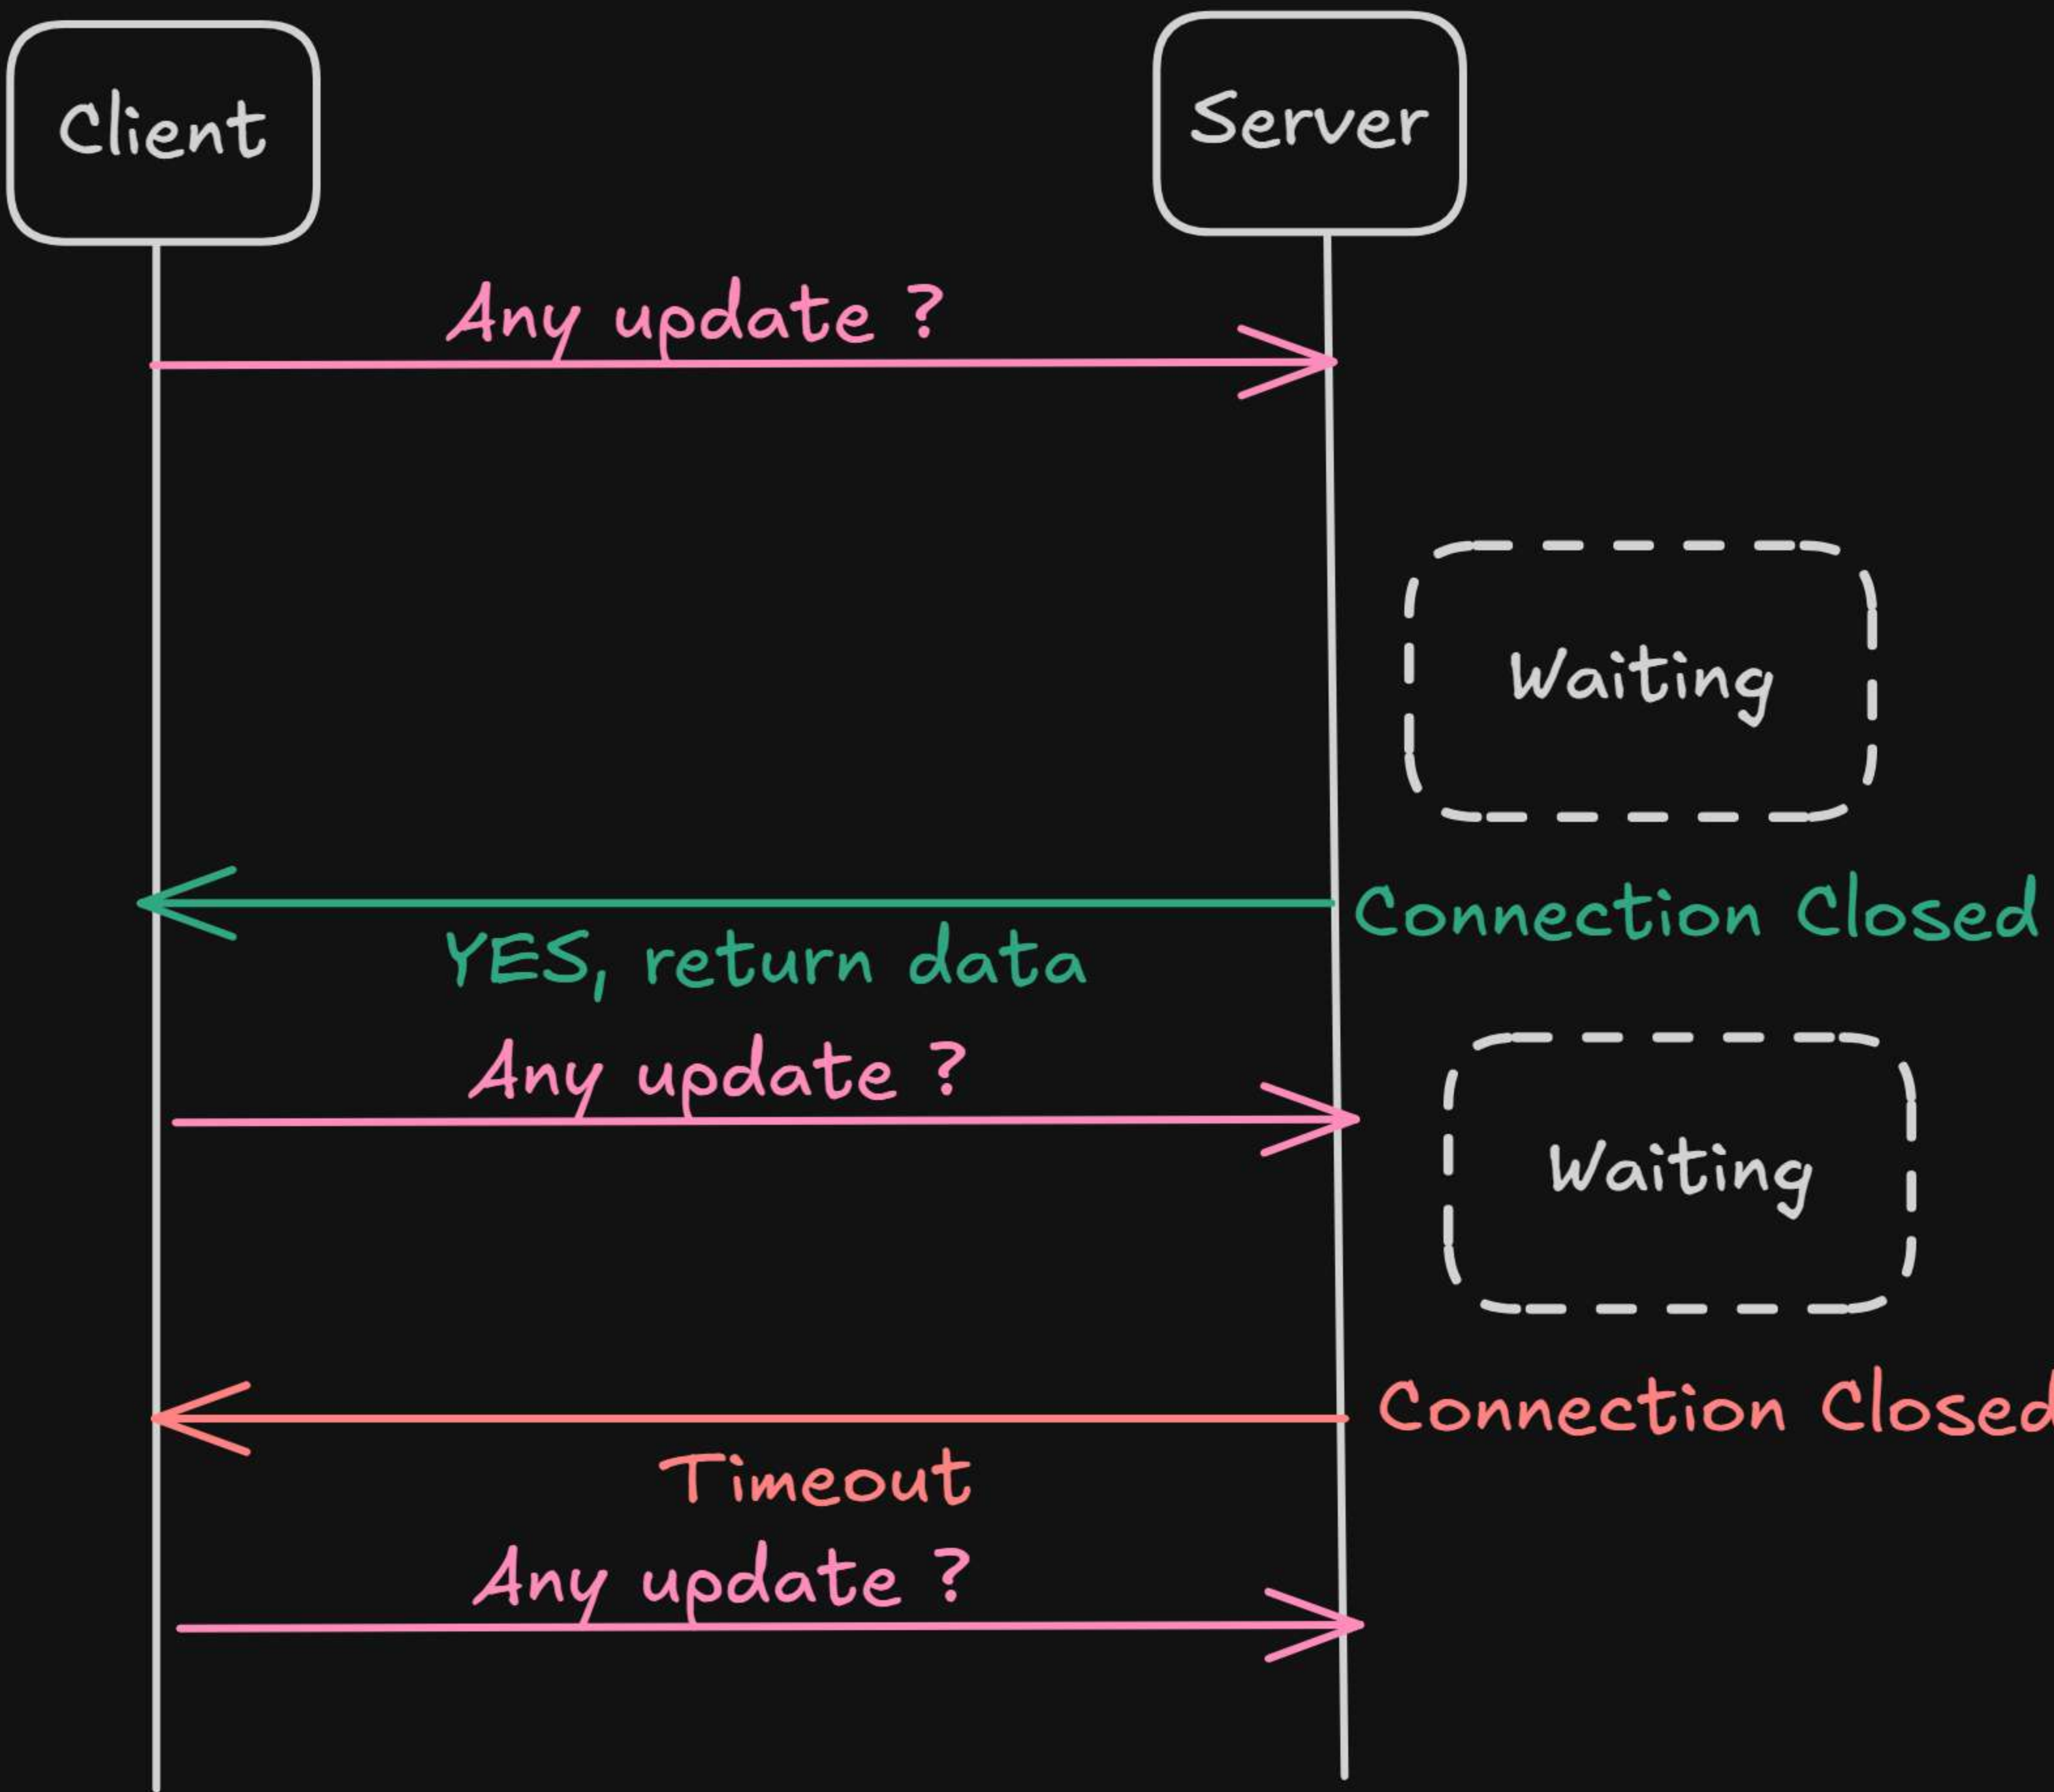 Client
Server
Any update ?
Waiting
Connection Closed
YES, return data
Any update ?
Waiting
Connection Closed
Timeout
Any update ?